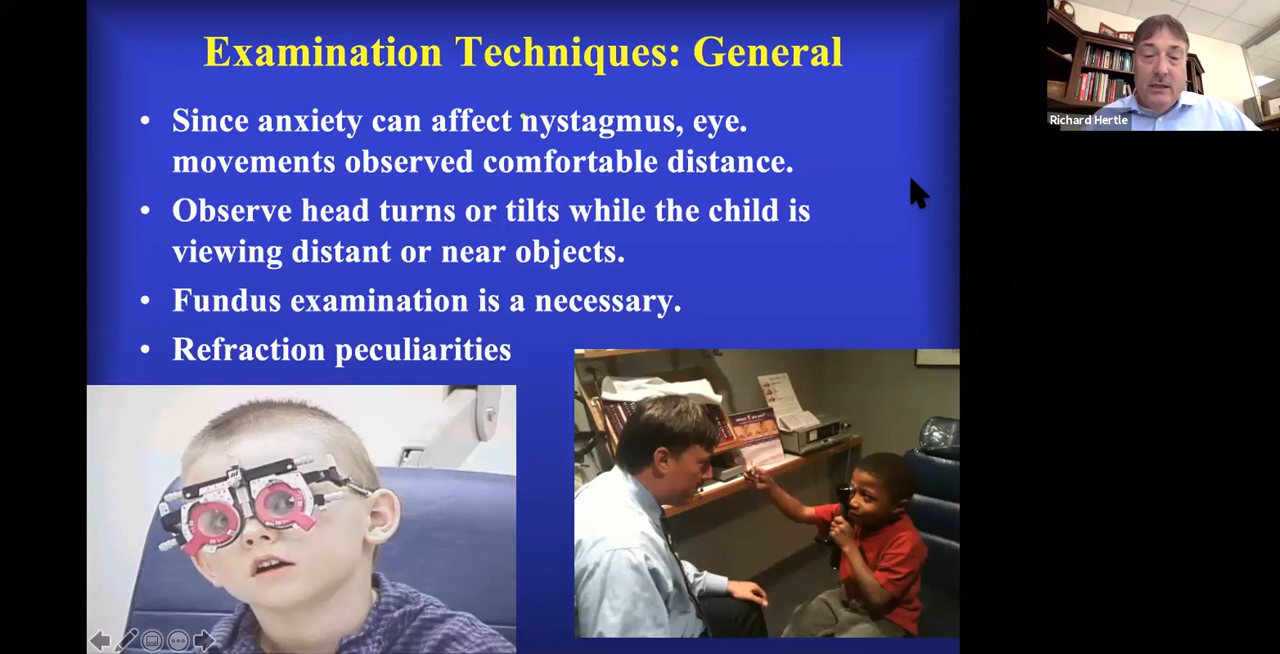 Examination Techniques: General
• Since anxiety can affect nystagmus, eye.
movements observed comfortable distance.
• Observe head turns or tilts while the child is
viewing distant or near objects.
• Fundus examination is a necessary.
• Refraction peculiarities
Richard Hertle